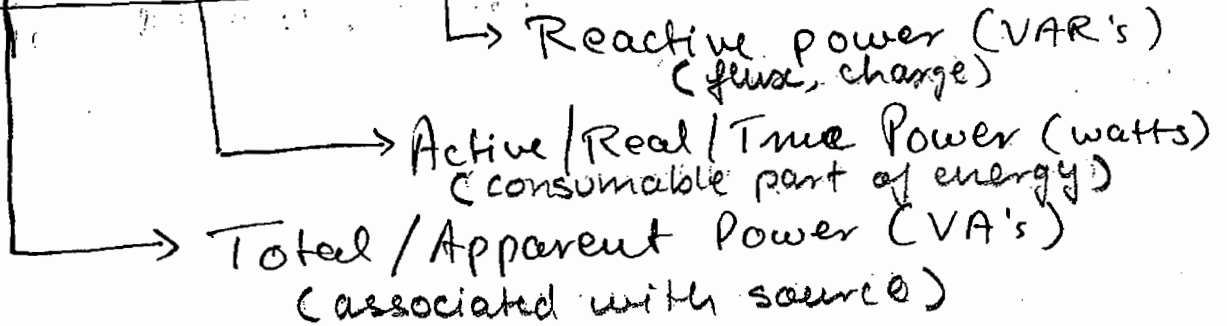 Reactive power (VAR's)
(flux, charge)
Active/Real/True Power (watts)
(consumable part of energy)
Total/Apparent Power (VA's)
(associated with source)